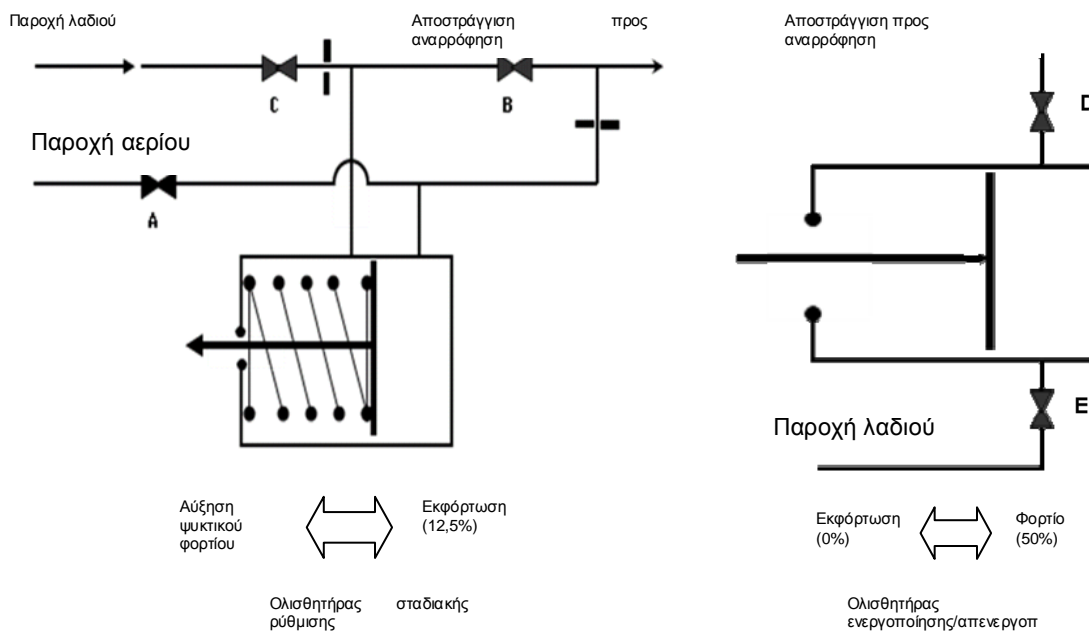 Παροχή λαδιού
Αποστράγγιση προς
αναρρόφηση
Αποστράγγιση προς
αναρρόφηση
C
B
D
Παροχή αερίου
A
E
Παροχή λαδιού
Αύξηση
ψυκτικού
φορτίου
Εκφόρτωση
(12,5%)
Εκφόρτωση
(0%)
Φορτίο
(50%)
Ολισθητήρας σταδιακής
ρύθμισης
Ολισθητήρας
ενεργοποίησης/απενεργοπ